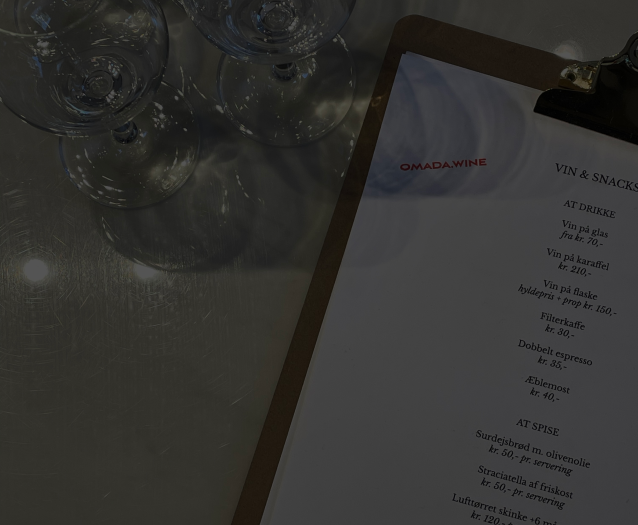 OMADA.WINE
VIN & SNACKS
AT DRIKKE
Vin på glas
fra kr. 70,-
Vin på karaffel
kr. 210,-
Vin på flaske
hyldepris + prop kr. 150,-
Filterkaffe
kr. 30,-
Dobbelt espresso
kr. 35,-
Æblemost
kr. 40,-
AT SPISE
Surdejsbrød m. olivenolie
kr. 50,- pr. servering
Straciatella af friskost
kr. 50,- pr. servering
Lufttørret skinke
kr. 120,-